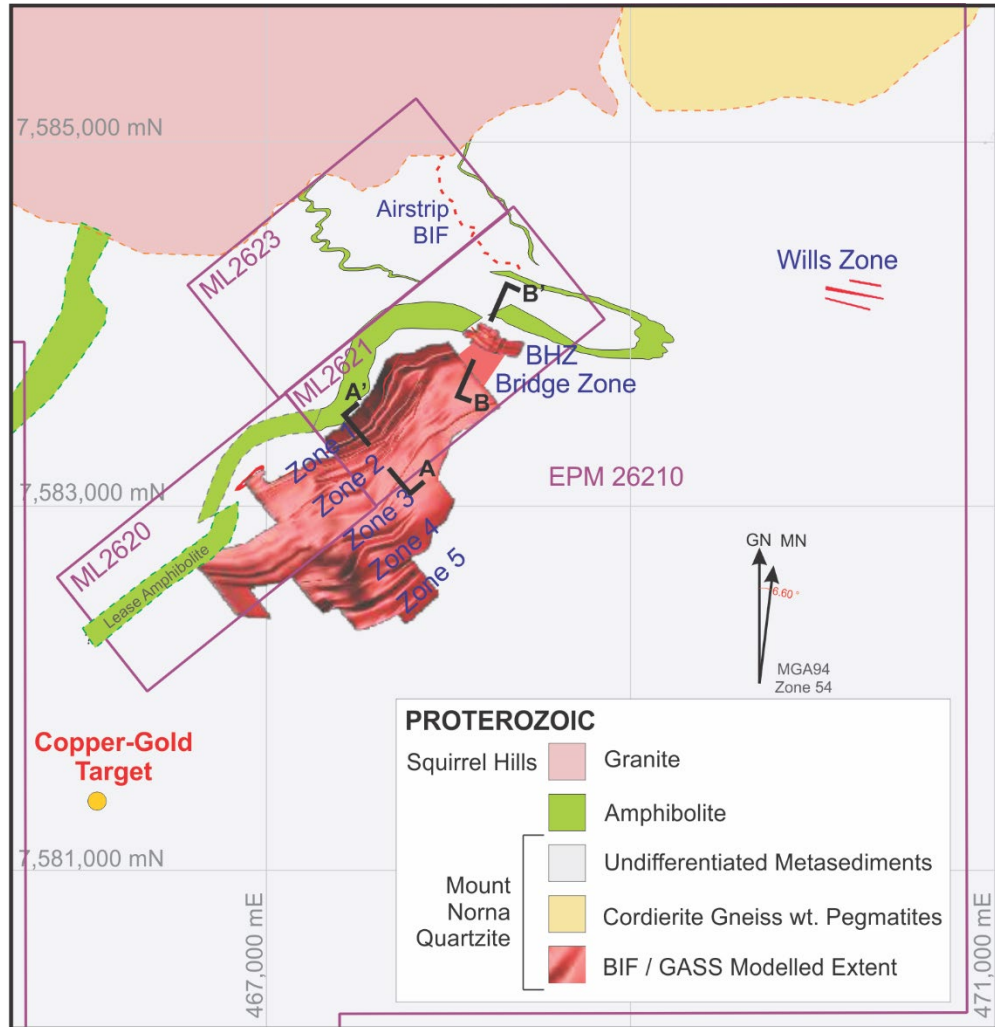 7,585,000 mN
Airstrip
BIF
ML2623
Wills Zone
B'
BHZ
Bridge Zone
ML2621
A'
B
Zone
Zone 2
A
Zone 3
EPM 26210
7,583,000 mN
Zone 4
Zone 5
ML2620
Lease Amphibolite
GN MN
6.60 °
MGA94
Zone 54
Copper-Gold
Target
7,581,000 mN
467,000 mE
471,000 mE
PROTEROZOIC
Squirrel Hills
Granite
Amphibolite
Undifferentiated Metasediments
Mount
Norna
Quartzite
Cordierite Gneiss wt. Pegmatites
BIF / GASS Modelled Extent